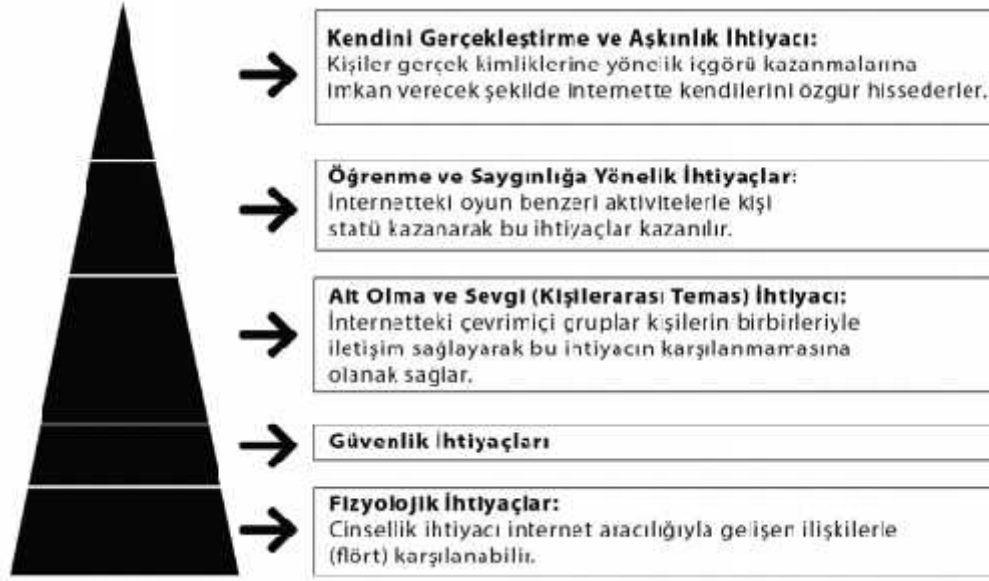 Kendini Gerçekleştirme ve Aşkınlık İhtiyacı:
Kişiler gerçek kimliklerine yönelik içgörü kazanmalarına
imkan verecek şekilde internette kendilerini özgür hissederler.
Öğrenme ve Saygınlığa Yönelik İhtiyaçlar:
İnternetteki oyun benzeri aktivitelerle kişi
statü kazanarak bu ihtiyaçlar kazanılır.
Ait Olma ve Sevgi (Kişilerarası Temas) İhtiyacı:
İnternetteki çevrimiçi gruplar kişilerin birbirleriyle
iletişim sağlayarak bu ihtiyacın karşılanmamasına
olanak sağlar.
Güvenlik İhtiyaçları
Fizyolojik İhtiyaçlar:
Cinsellik ihtiyacı internet aracılığıyla gelişen ilişkilerle
(flört) karşılanabilir.